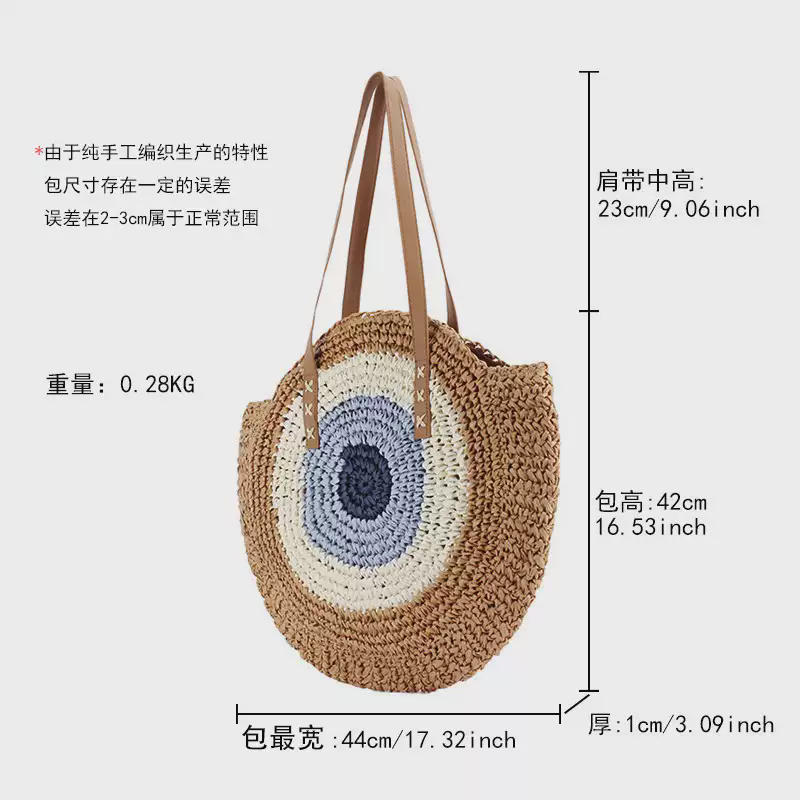 *由于纯手工编织生产的特性
包尺寸存在一定的误差
误差在2-3cm属于正常范围
肩带中高:
23cm/9.06inch
重量：0.28KG
包高:42cm
16.53inch
厚:1cm/3.09inch
包最宽:44cm/17.32inch